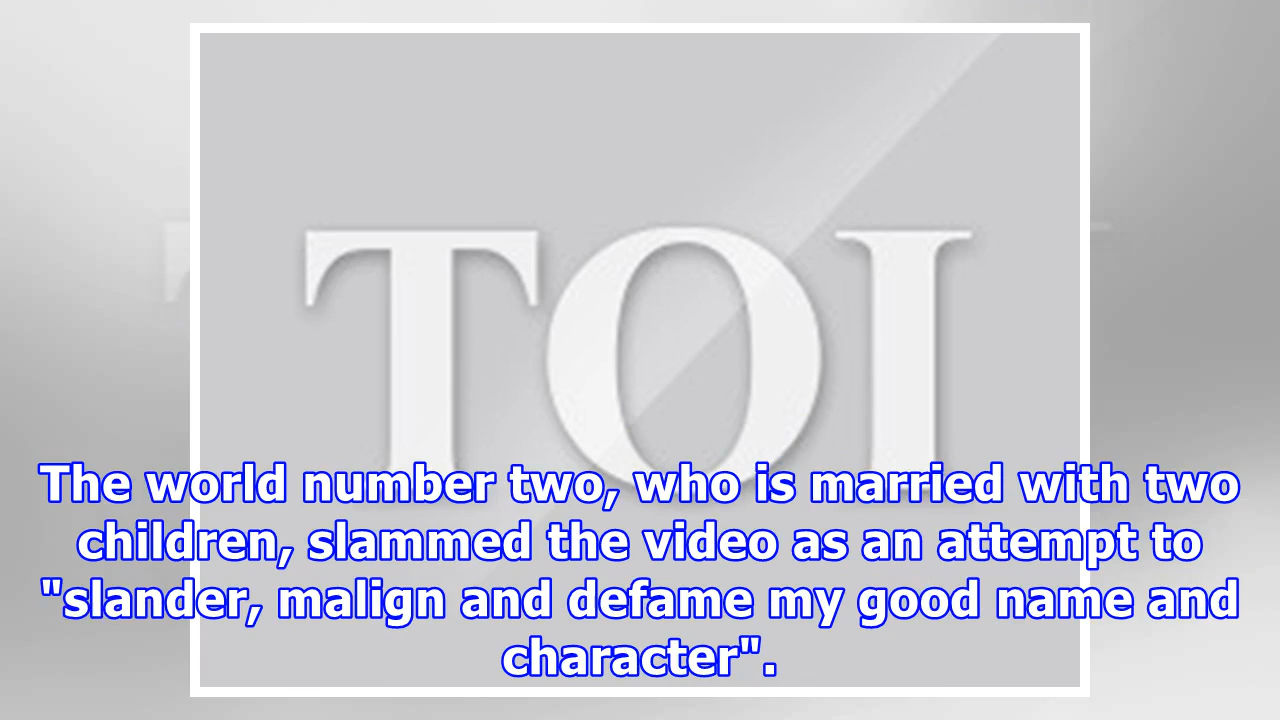 TOI
The world number two, who is married with two
children, slammed the video as an attempt to
"slander, malign and defame my good name and
character".